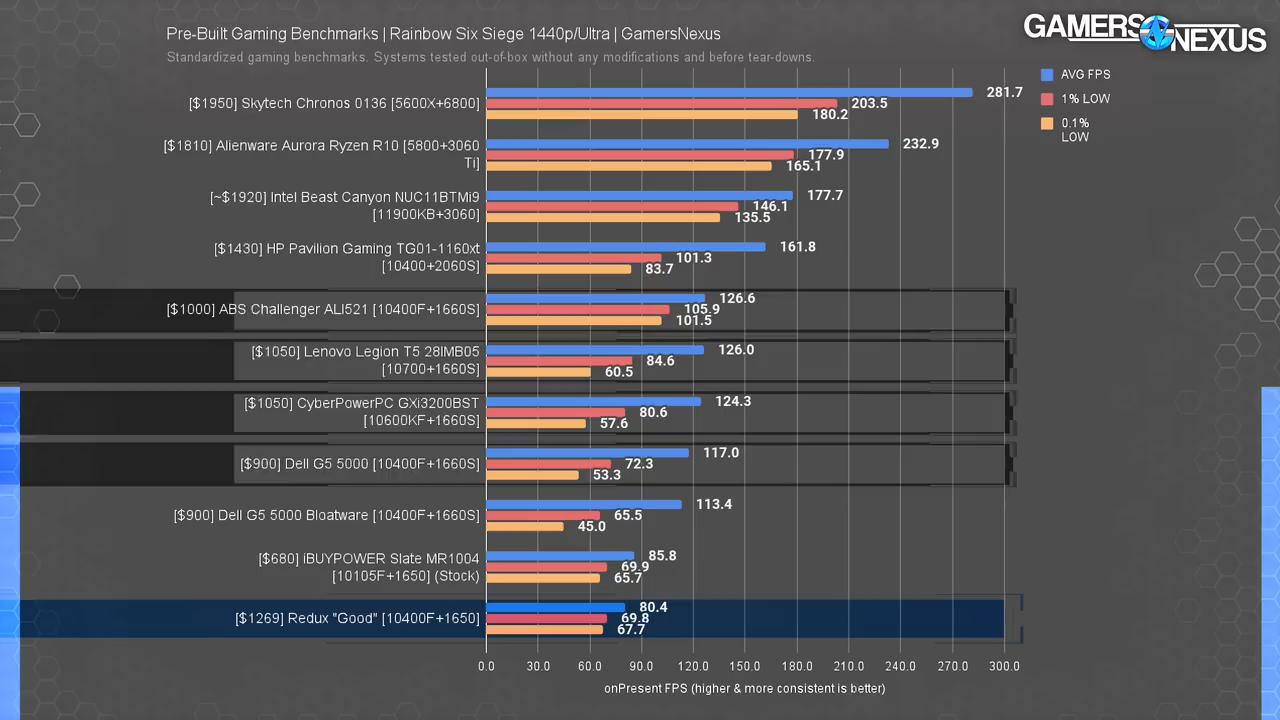 Pre-Built Gaming Benchmarks | Rainbow Six Siege 1440p/Ultra | GamersNexus
Standardized gaming benchmarks. Systems tested out-of-box without any modifications and before tear-downs.
GAMERS NEXUS
AVG FPS
1% LOW
0.1%
LOW
[$1950] Skytech Chronos 0136 [5600X+6800]
281.7
203.5
180.2
[$1810] Alienware Aurora Ryzen R10 [5800+3060
Ti]
232.9
177.9
165.1
[~$1920] Intel Beast Canyon NUC11BTMi9
[11900KB+3060]
177.7
146.1
135.5
[$1430] HP Pavilion Gaming TG01-1160xt
[10400+2060S]
161.8
101.3
83.7
[$1000] ABS Challenger ALI521 [10400F+1660S]
126.6
105.9
101.5
[$1050] Lenovo Legion T5 28IMB05
[10700+1660S]
126.0
84.6
60.5
[$1050] CyberPowerPC GXi3200BST
[10600KF+1660S]
124.3
80.6
57.6
[$900] Dell G5 5000 [10400F+1660S]
117.0
72.3
53.3
[$900] Dell G5 5000 Bloatware [10400F+1660S]
113.4
65.5
45.0
[$680] iBUYPOWER Slate MR1004
[10105F+1650] (Stock)
85.8
69.9
65.7
[$1269] Redux "Good" [10400F+1650]
80.4
69.8
67.7
0.0 30.0 60.0 90.0 120.0 150.0 180.0 210.0 240.0 270.0 300.0
onPresent FPS (higher & more consistent is better)